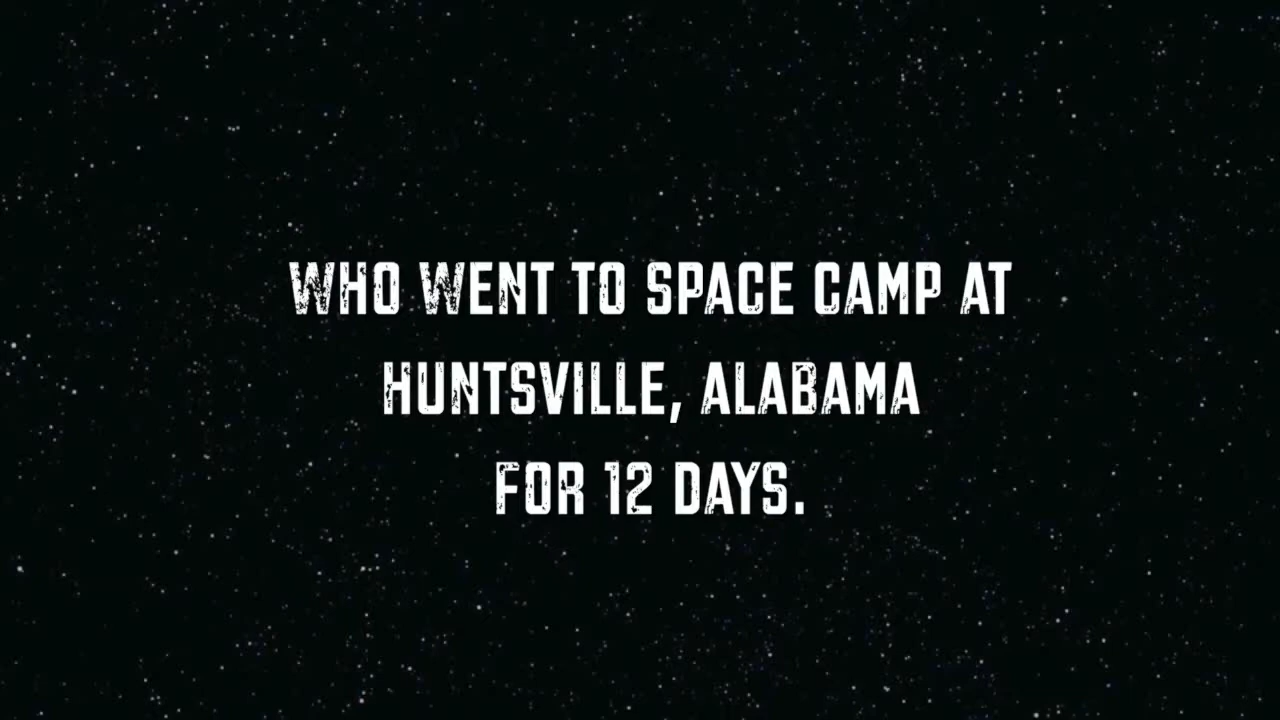 WHO WENT TO SPACE CAMP AT
HUNTSVILLE, ALABAMA
FOR 12 DAYS.